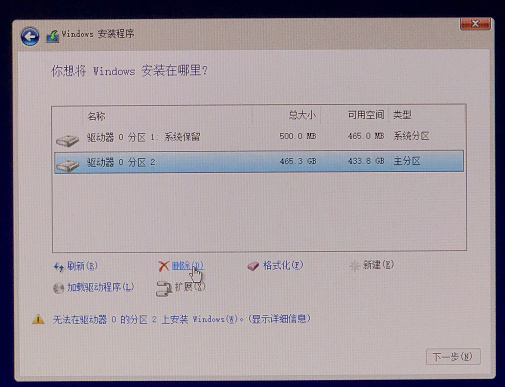 Windows 安装程序
你想将 Windows 安装在哪里?
名称 总大小 可用空间 类型
驱动器 0 分区 1: 系统保留 500.0 MB 465.0 MB 系统分区
驱动器 0 分区 2 465.3 GB 433.8 GB 主分区
刷新(R) 删除(D) 格式化(F) 新建(E)
加载驱动程序(L) 扩展(X)
无法在驱动器 0 的分区 2 上安装 Windows(W)。(显示详细信息)
下一步(N)